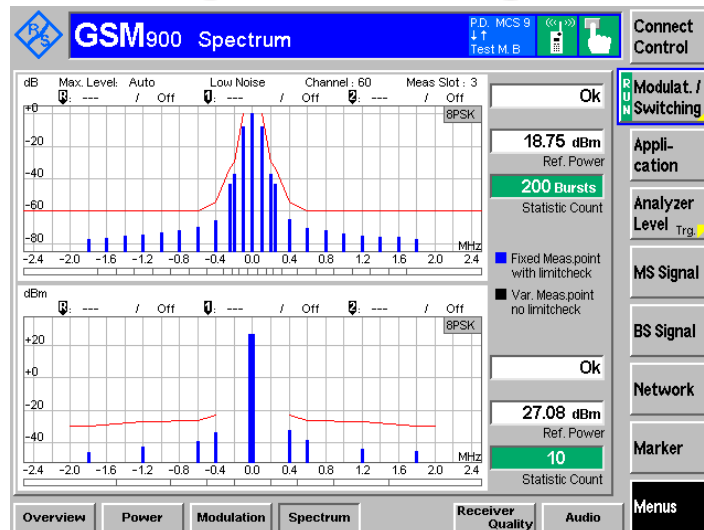 R S
GSM900 Spectrum
P.D. MCS 9
Test M. B
Connect Control
dB Max. Level: Auto Low Noise Channel : 60 Meas Slot : 3
R: --- / Off 1: --- / Off 2: --- / Off
8PSK
+0
-20
-40
-60
-80
MHz
-2.4 -2.0 -1.6 -1.2 -0.8 -0.4 0.0 0.4 0.8 1.2 1.6 2.0 2.4
Ok
18.75 dBm
Ref. Power
200 Bursts
Statistic Count
Fixed Meas.point
with limitcheck
Var. Meas.point
no limitcheck
dBm
R: --- / Off 1: --- / Off 2: --- / Off
8PSK
+20
+0
-20
-40
MHz
-2.4 -2.0 -1.6 -1.2 -0.8 -0.4 0.0 0.4 0.8 1.2 1.6 2.0 2.4
Ok
27.08 dBm
Ref. Power
10
Statistic Count
RUN
Modulat. /
Switching
Appli-
cation
Analyzer
Level Trg.
MS Signal
BS Signal
Network
Marker
Menus
Overview Power Modulation Spectrum Receiver Quality Audio